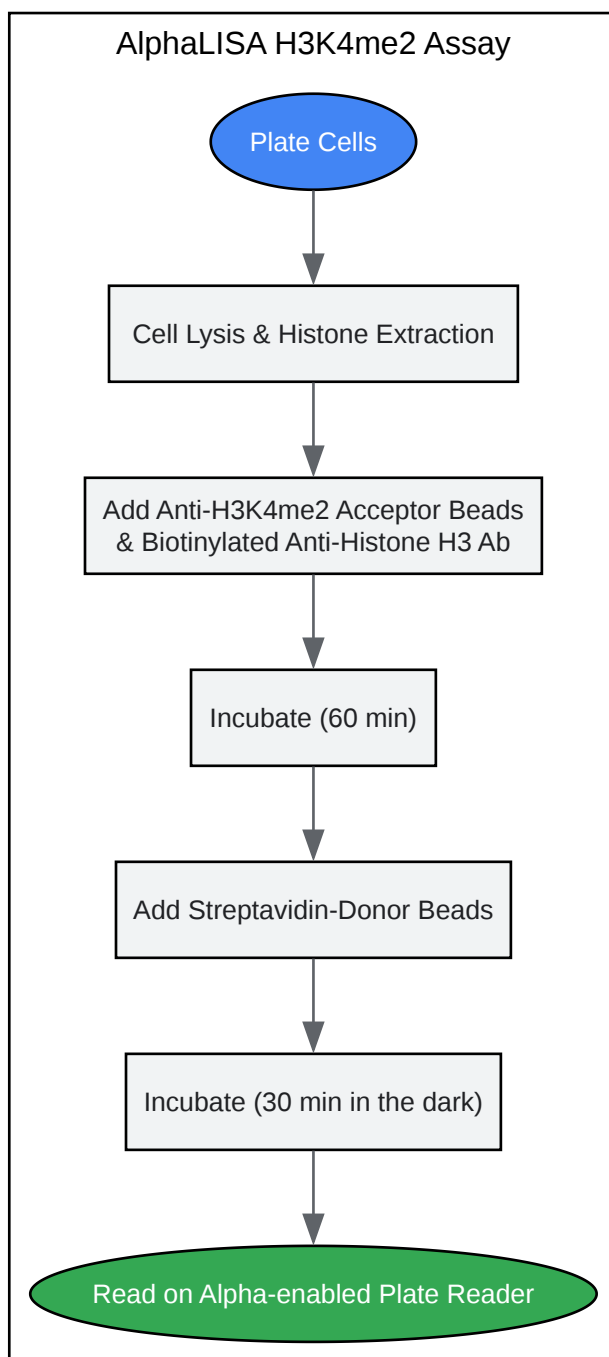 AlphaLISA H3K4me2 Assay
Plate Cells
Cell Lysis & Histone Extraction
Add Anti-H3K4me2 Acceptor Beads
& Biotinylated Anti-Histone H3 Ab
Incubate (60 min)
Add Streptavidin-Donor Beads
Incubate (30 min in the dark)
Read on Alpha-enabled Plate Reader